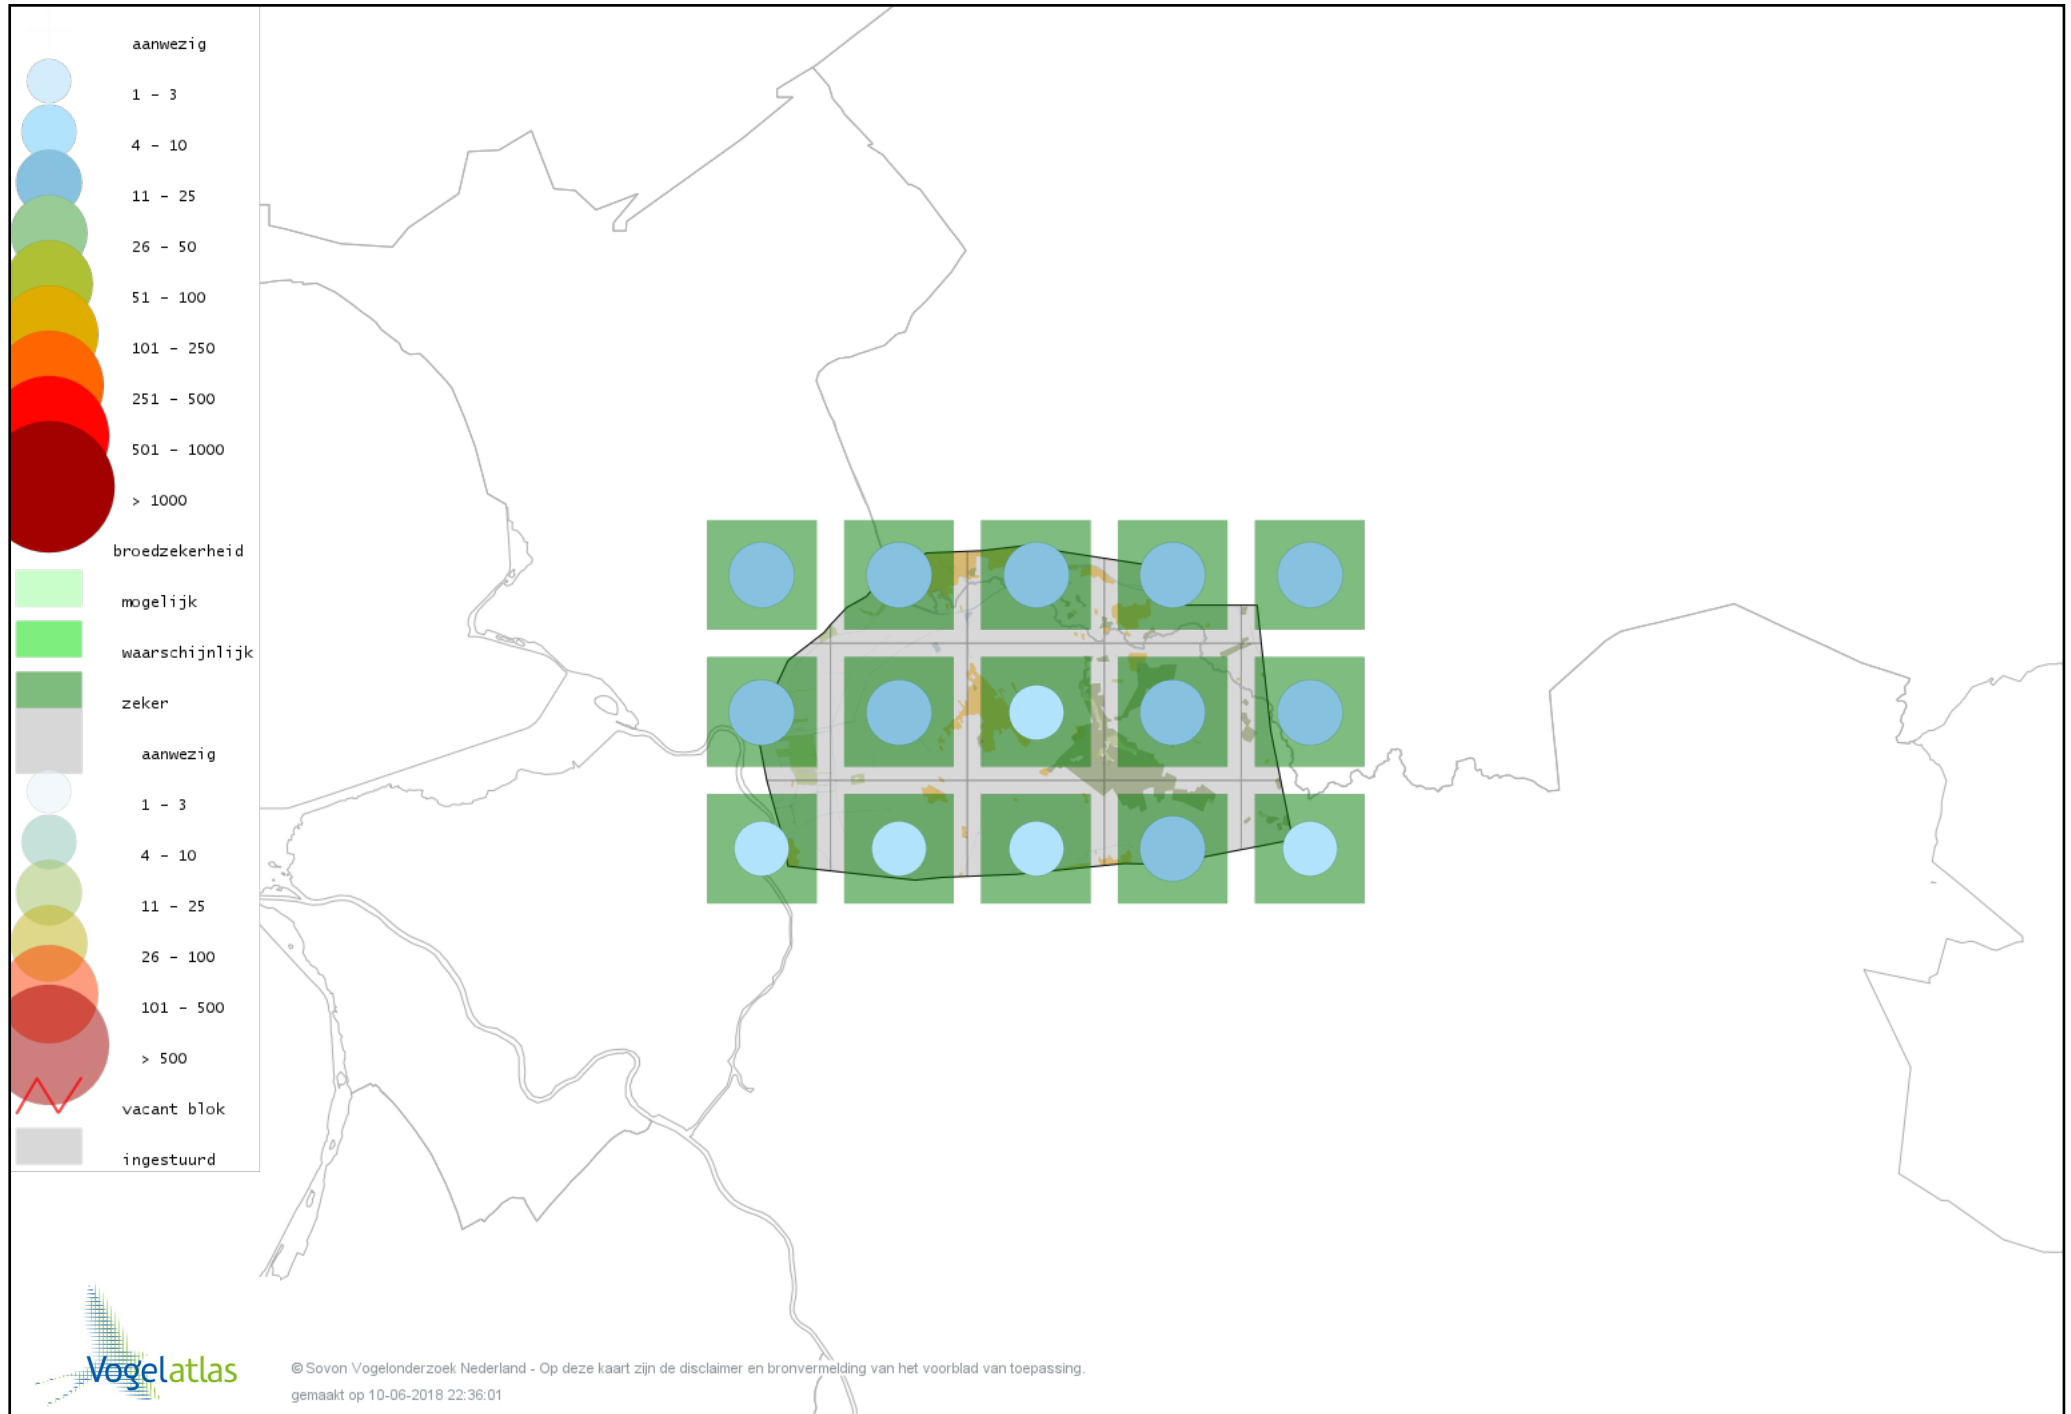 aanwezig
1 - 3
4 - 10
11 - 25
26 - 50
51 - 100
101 - 250
251 - 500
501 - 1000
> 1000
broedzekerheid
mogelijk
waarschijnlijk
zeker
aanwezig
1 - 3
4 - 10
11 - 25
26 - 100
101 - 500
> 500
vacant blok
ingestuurd
Vogelatlas
© Sovon Vogelonderzoek Nederland - Op deze kaart zijn de disclaimer en bronvermelding van het voorblad van toepassing.
gemaakt op 10-06-2018 22:36:01